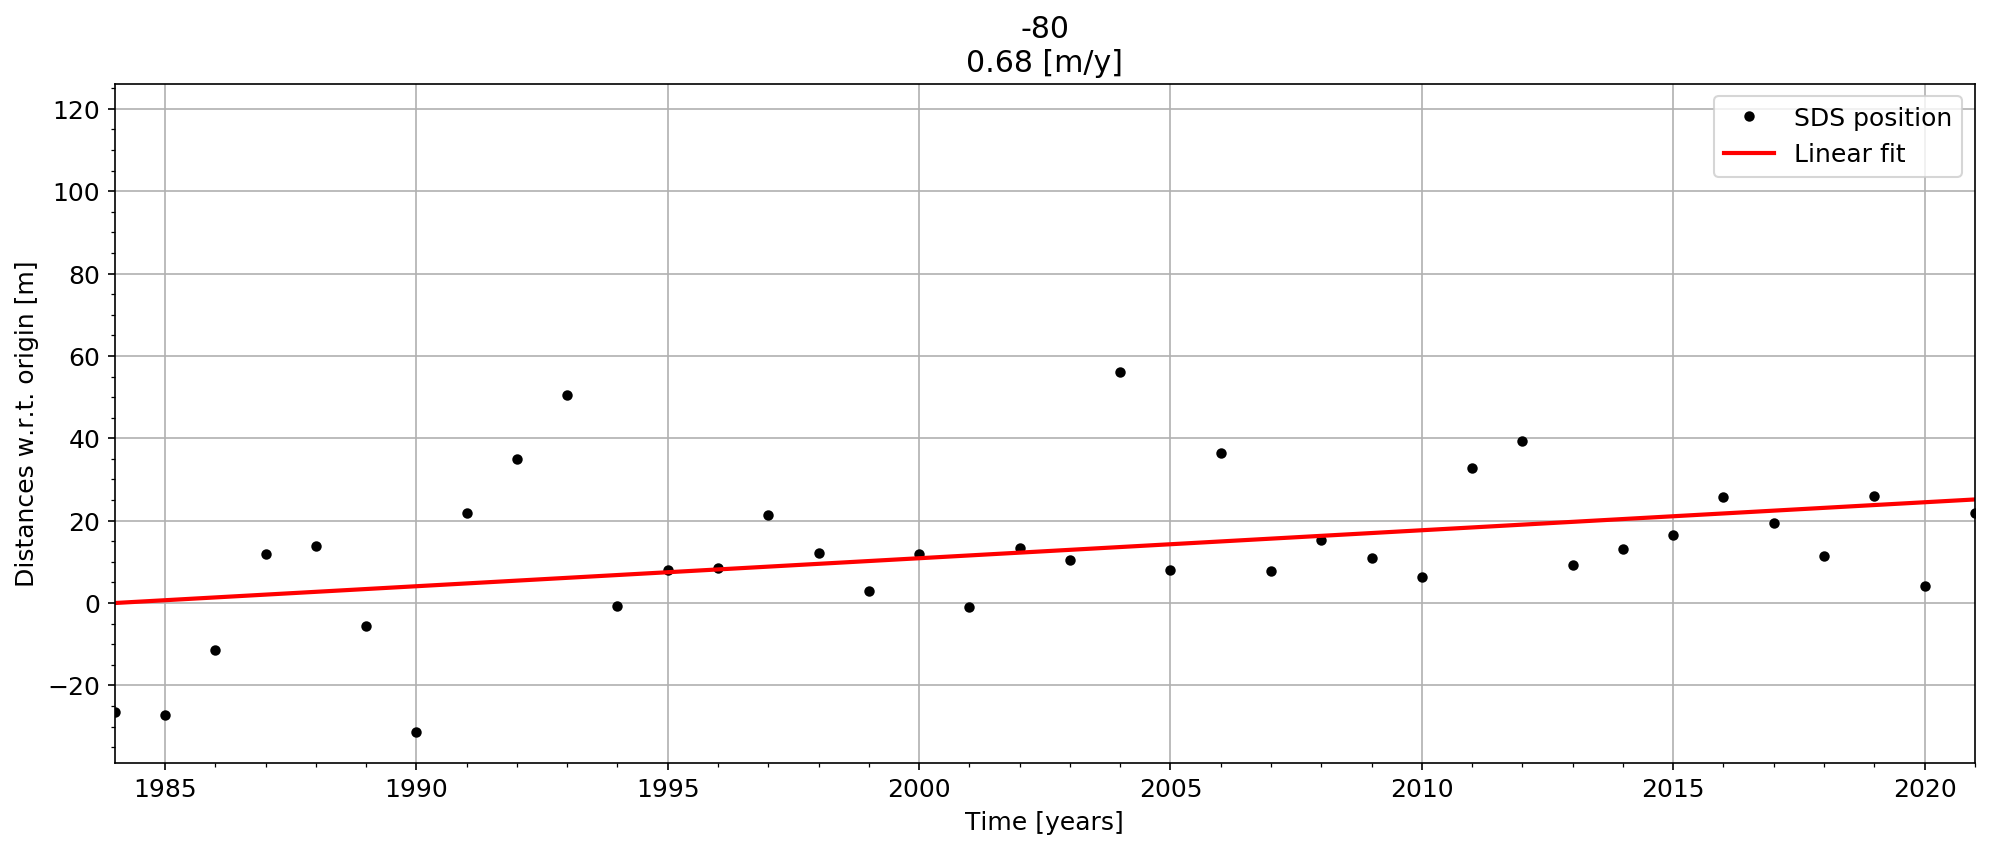 -80
0.68 [m/y]
120
100
80
60
40
20
0
−20
Distances w.r.t. origin [m]
SDS position
Linear fit
1985 1990 1995 2000 2005 2010 2015 2020
Time [years]